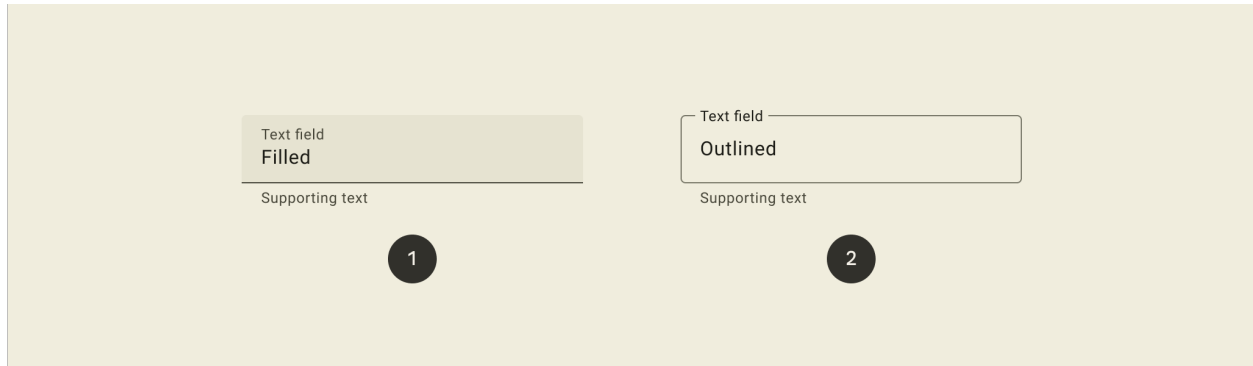 Text field
Filled
Supporting text
1
Text field
Outlined
Supporting text
2